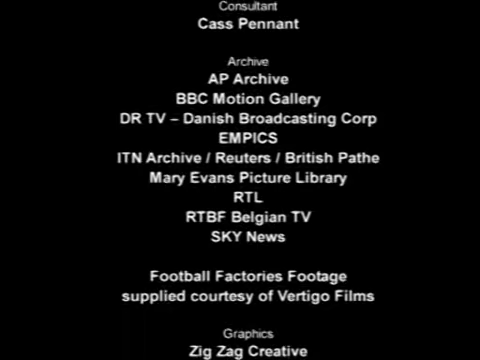 Consultant
Cass Pennant
Archive
AP Archive
BBC Motion Gallery
DR TV – Danish Broadcasting Corp
EMPICS
ITN Archive / Reuters / British Pathe
Mary Evans Picture Library
RTL
RTBF Belgian TV
SKY News
Football Factories Footage
supplied courtesy of Vertigo Films
Graphics
Zig Zag Creative